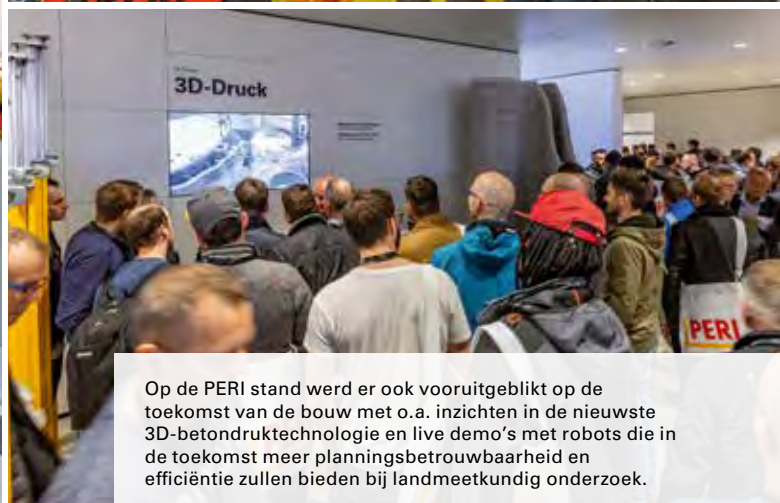 3D-Druck
PERI
Op de PERI stand werd er ook vooruitgeblikt op de
toekomst van de bouw met o.a. inzichten in de nieuwste
3D-betondruktechnologie en live demo's met robots die in
de toekomst meer planningsbetrouwbaarheid en
efficiëntie zullen bieden bij landmeetkundig onderzoek.